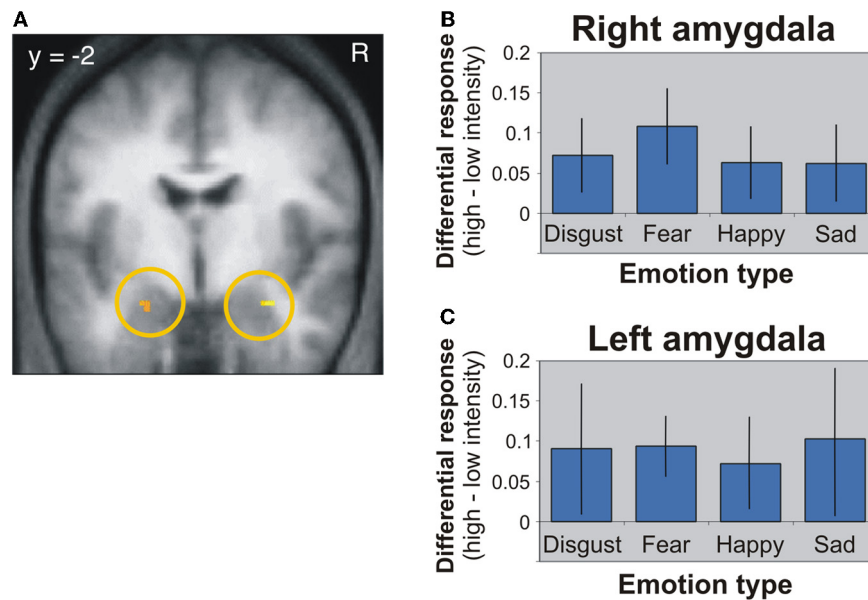 A
y = -2
R
B
Right amygdala
Differential response
(high - low intensity)
0.2
0.15
0.1
0.05
0
Disgust Fear Happy Sad
Emotion type
C
Left amygdala
Differential response
(high - low intensity)
0.2
0.15
0.1
0.05
0
Disgust Fear Happy Sad
Emotion type